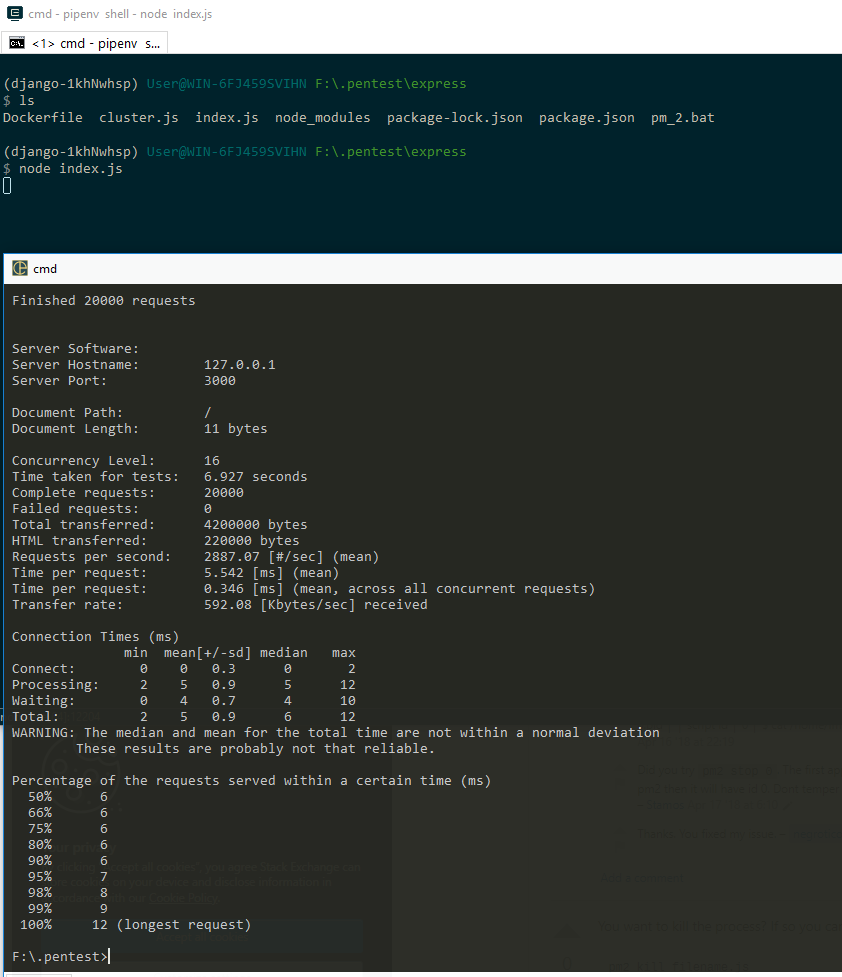 cmd - pipenv shell - node index.js
<1> cmd - pipenv s...
(django-1khNwhsp) User@WIN-6FJ459SVIHN F:\.pentest\express
$ ls
Dockerfile cluster.js index.js node_modules package-lock.json package.json pm_2.bat
(django-1khNwhsp) User@WIN-6FJ459SVIHN F:\.pentest\express
$ node index.js
cmd
Finished 20000 requests
Server Software:
Server Hostname: 127.0.0.1
Server Port: 3000
Document Path: /
Document Length: 11 bytes
Concurrency Level: 16
Time taken for tests: 6.927 seconds
Complete requests: 20000
Failed requests: 0
Total transferred: 4200000 bytes
HTML transferred: 220000 bytes
Requests per second: 2887.07 [#/sec] (mean)
Time per request: 5.542 [ms] (mean)
Time per request: 0.346 [ms] (mean, across all concurrent requests)
Transfer rate: 592.08 [Kbytes/sec] received
Connection Times (ms)
min mean[+/-sd] median max
Connect: 0 0 0.3 0 2
Processing: 2 5 0.9 5 12
Waiting: 0 4 0.7 4 10
Total: 2 5 0.9 6 12
WARNING: The median and mean for the total time are not within a normal deviation
These results are probably not that reliable.
Percentage of the requests served within a certain time (ms)
50% 6
66% 6
75% 6
80% 6
90% 6
95% 7
98% 8
99% 9
100% 12 (longest request)
F:\.pentest>